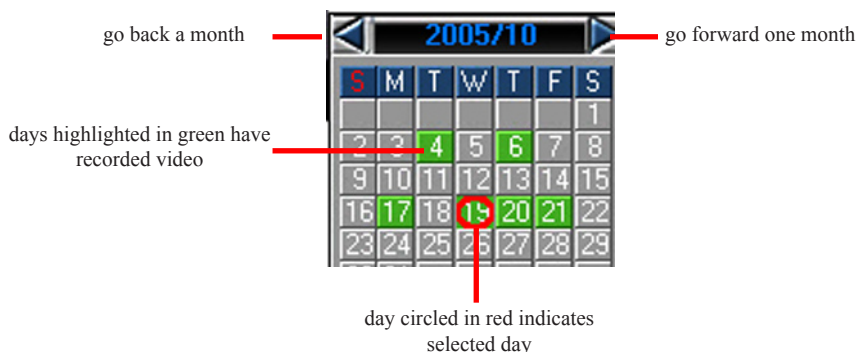 go back a month
2005/10
go forward one month
S M T W T F S
1
days highlighted in green have
recorded video
2 3 4 5 6 7 8
9 10 11 12 13 14 15
16 17 18 19 20 21 22
23 24 25 26 27 28 29
day circled in red indicates
selected day